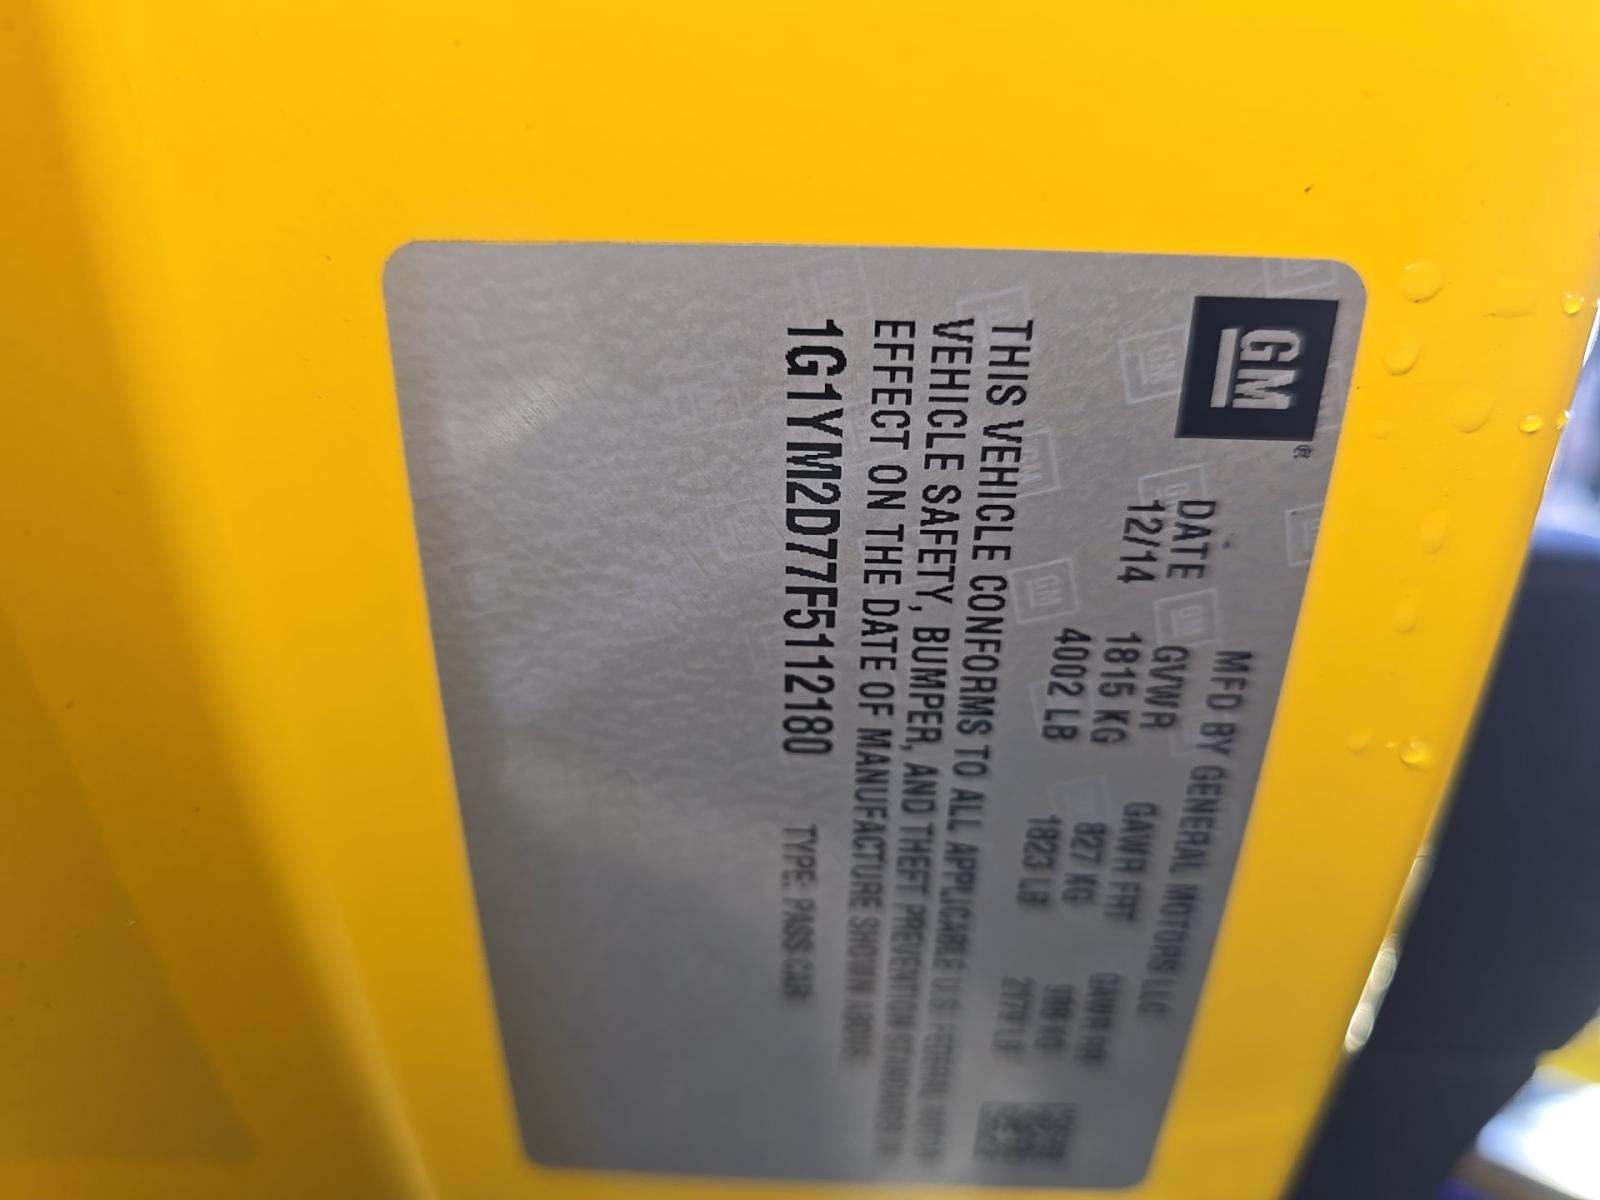 GM
MFD BY GENERAL MOTORS LLC
DATE GVWR GAWR FRT GAWR RR
12/14 1815 KG 827 KG KG
4002 LB 1823 LB LB
THIS VEHICLE CONFORMS TO ALL APPLICABLE U.S. FEDERAL MOTOR
VEHICLE SAFETY, BUMPER, AND THEFT PREVENTION STANDARDS IN
EFFECT ON THE DATE OF MANUFACTURE SHOWN ABOVE.
1G1YM2D77F5112180 TYPE: PASS CAR